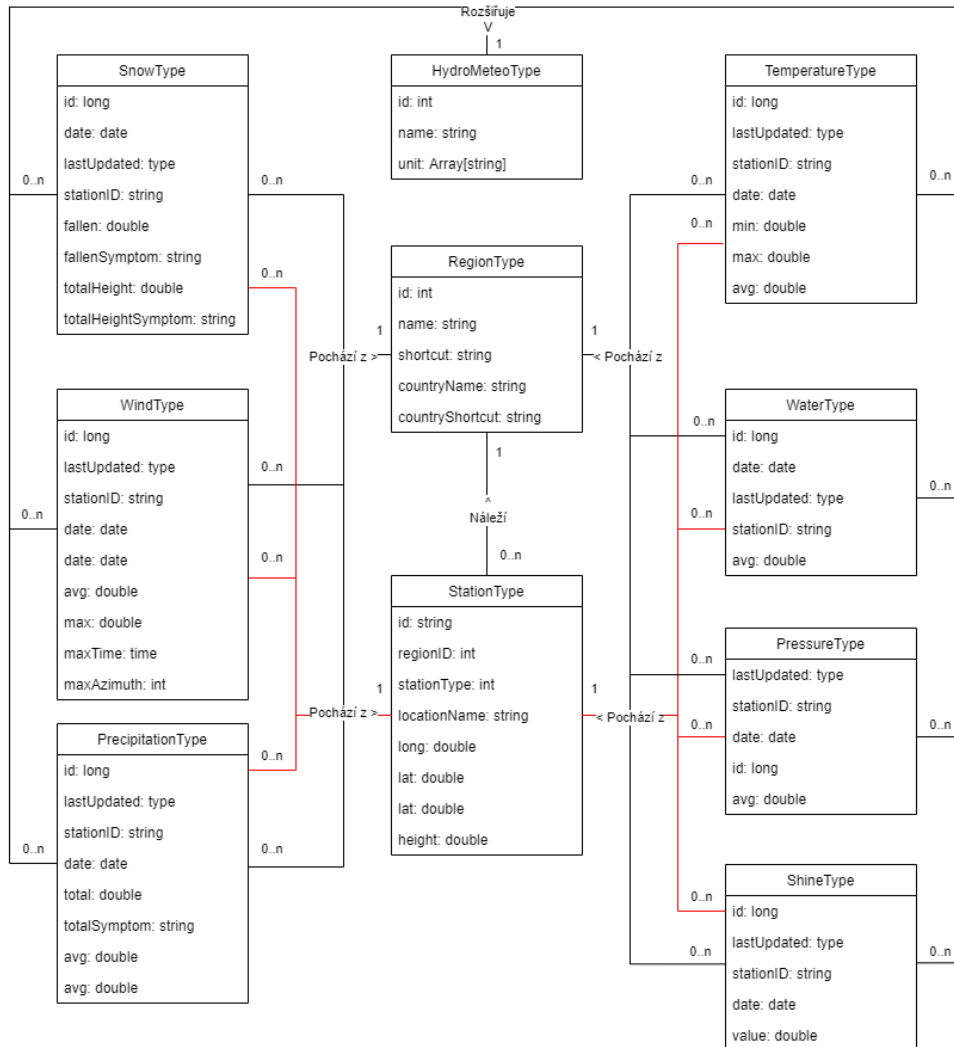 Rozšiřuje
V
1
SnowType
id: long
date: date
lastUpdated: type
stationID: string
fallen: double
fallenSymptom: string
totalHeight: double
totalHeightSymptom: string
0..n
0..n
0..n
HydroMeteoType
id: int
name: string
unit: Array[string]
TemperatureType
id: long
lastUpdated: type
stationID: string
date: date
min: double
max: double
avg: double
0..n
0..n
0..n
RegionType
id: int
name: string
shortcut: string
countryName: string
countryShortcut: string
1
Pochází z >
1
< Pochází z
1
^
Náleží
0..n
WindType
id: long
lastUpdated: type
stationID: string
date: date
date: date
avg: double
max: double
maxTime: time
maxAzimuth: int
0..n
0..n
0..n
WaterType
id: long
date: date
lastUpdated: type
stationID: string
avg: double
0..n
0..n
0..n
StationType
id: string
regionID: int
stationType: int
locationName: string
long: double
lat: double
lat: double
height: double
1
Pochází z >
1
< Pochází z
PressureType
lastUpdated: type
stationID: string
date: date
id: long
avg: double
0..n
0..n
0..n
PrecipitationType
id: long
lastUpdated: type
stationID: string
date: date
total: double
totalSymptom: string
avg: double
avg: double
0..n
0..n
0..n
ShineType
id: long
lastUpdated: type
stationID: string
date: date
value: double
0..n
0..n
0..n